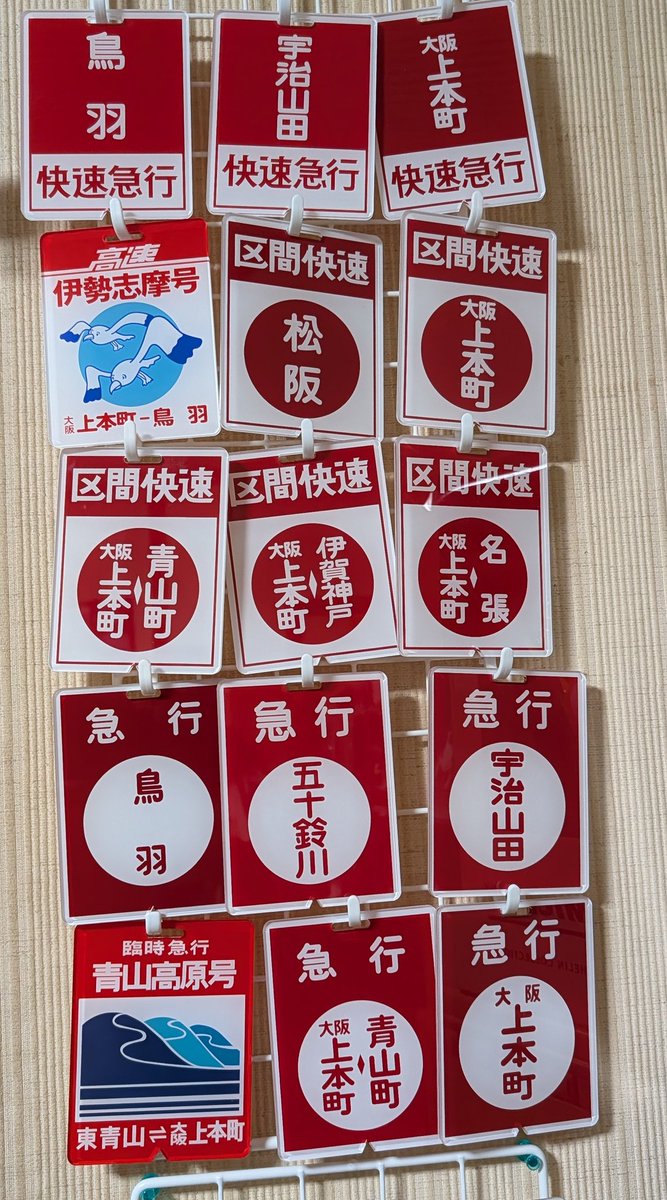 鳥羽
快速急行
宇治山田
快速急行
大阪上本町
快速急行
高速
伊勢志摩号
大阪上本町ー鳥羽
区間快速
松阪
区間快速
大阪上本町
区間快速
大阪上本町
青山町
区間快速
大阪上本町
伊賀神戸
区間快速
大阪上本町
名張
急行
鳥羽
急行
五十鈴川
急行
宇治山田
臨時急行
青山高原号
東青山⇌大阪上本町
急行
大阪上本町
青山町
急行
大阪上本町